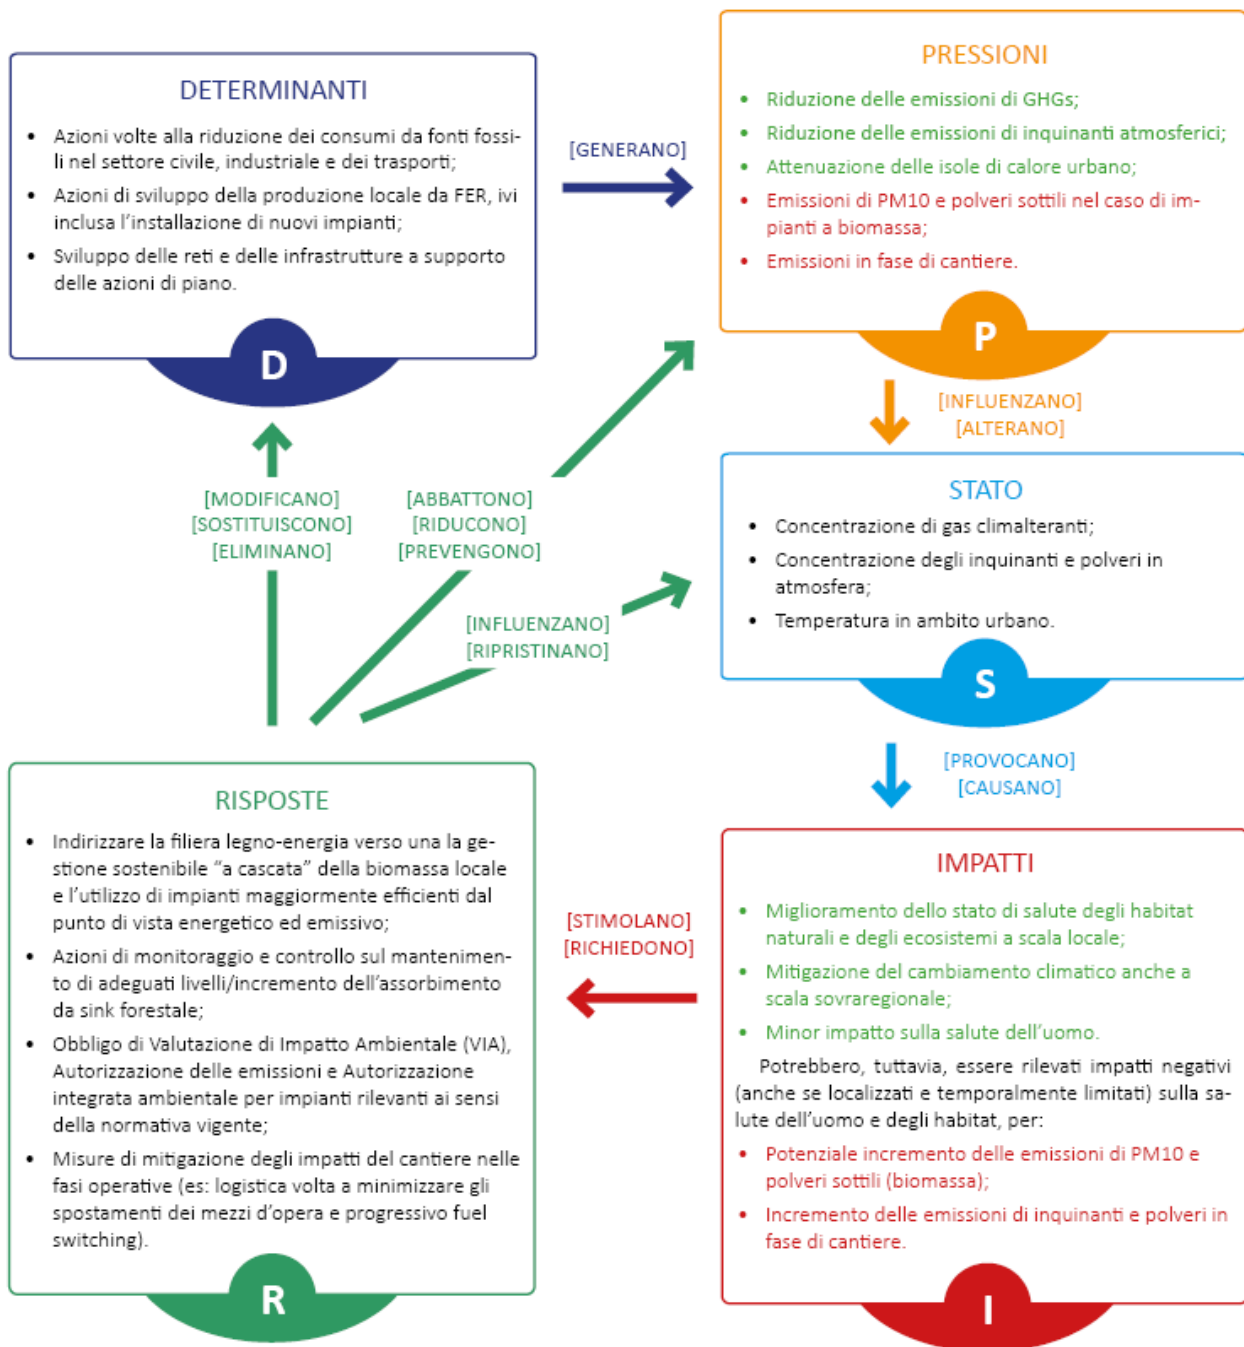 DETERMINANTI
• Azioni volte alla riduzione dei consumi da fonti fossi-
li nel settore civile, industriale e dei trasporti;
• Azioni di sviluppo della produzione locale da FER, ivi
inclusa l'installazione di nuovi impianti;
• Sviluppo delle reti e delle infrastrutture a supporto
delle azioni di piano.
D
[GENERANO]
PRESSIONI
• Riduzione delle emissioni di GHGs;
• Riduzione delle emissioni di inquinanti atmosferici;
• Attenuazione delle isole di calore urbano;
• Emissioni di PM10 e polveri sottili nel caso di im-
pianti a biomassa;
• Emissioni in fase di cantiere.
P
[INFLUENZANO]
[ALTERANO]
STATO
• Concentrazione di gas climalteranti;
• Concentrazione degli inquinanti e polveri in
atmosfera;
• Temperatura in ambito urbano.
S
[PROVOCANO]
[CAUSANO]
IMPATTI
• Miglioramento dello stato di salute degli habitat
naturali e degli ecosistemi a scala locale;
• Mitigazione del cambiamento climatico anche a
scala sovraregionale;
• Minor impatto sulla salute dell'uomo.
Potrebbero, tuttavia, essere rilevati impatti negativi
(anche se localizzati e temporalmente limitati) sulla sa-
lute dell'uomo e degli habitat, per:
• Potenziale incremento delle emissioni di PM10 e
polveri sottili (biomassa);
• Incremento delle emissioni di inquinanti e polveri in
fase di cantiere.
I
[STIMOLANO]
[RICHIEDONO]
RISPOSTE
• Indirizzare la filiera legno-energia verso una la ge-
stione sostenibile “a cascata” della biomassa locale
e l'utilizzo di impianti maggiormente efficienti dal
punto di vista energetico ed emissivo;
• Azioni di monitoraggio e controllo sul mantenimen-
to di adeguati livelli/incremento dell'assorbimento
da sink forestale;
• Obbligo di Valutazione di Impatto Ambientale (VIA),
Autorizzazione delle emissioni e Autorizzazione
integrata ambientale per impianti rilevanti ai sensi
della normativa vigente;
• Misure di mitigazione degli impatti del cantiere nelle
fasi operative (es: logistica volta a minimizzare gli
spostamenti dei mezzi d'opera e progressivo fuel
switching).
R
[MODIFICANO]
[SOSTITUISCONO]
[ELIMINANO]
[ABBATTONO]
[RIDUCONO]
[PREVENGONO]
[INFLUENZANO]
[RIPRISTINANO]